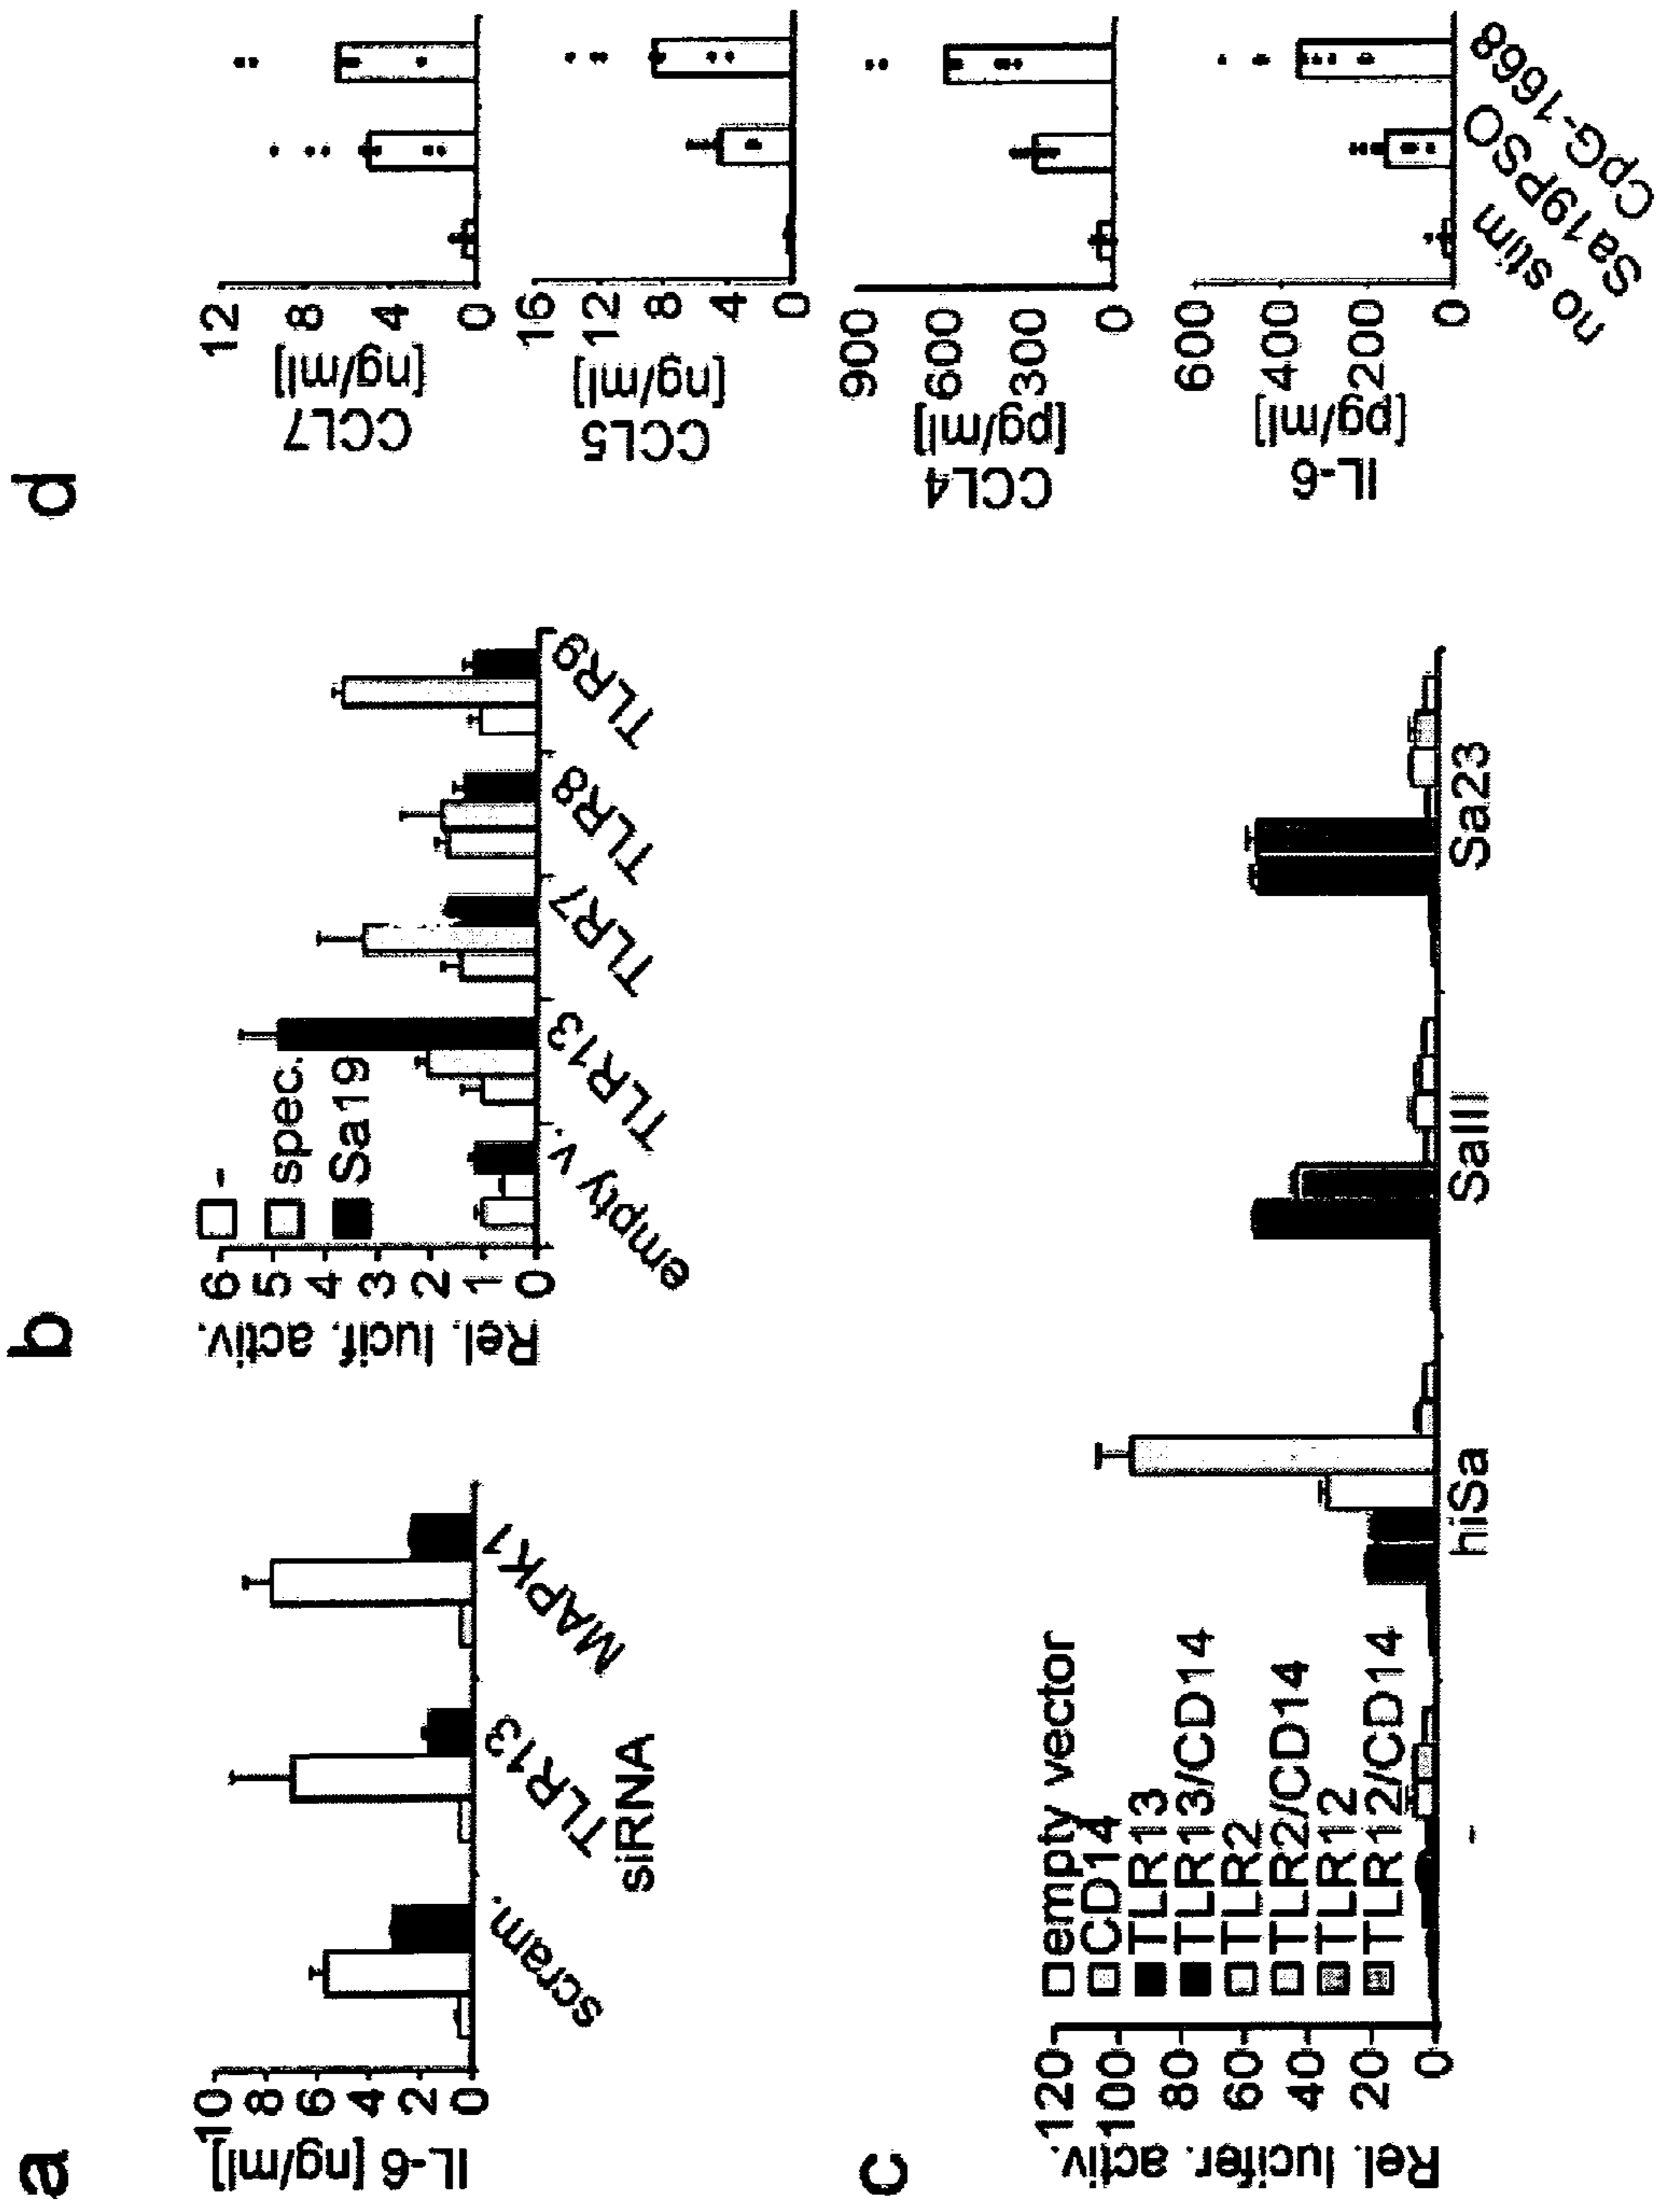 a
IL-6 [ng/ml]
10
8
6
4
2
0
scram.
TLR13
MAPK1
siRNA
b
Rel. lucif. activ.
6
5
4
3
2
1
0
-
spec.
Sa19
empty v.
TLR13
TLR7
TLR8
TLR9
c
Rel. lucifer. activ.
120
100
80
60
40
20
0
empty vector
CD14
TLR13
TLR13/CD14
TLR2
TLR2/CD14
TLR12
TLR12/CD14
-
hiSa
SaIII
Sa23
d
CCL7
[ng/ml]
12
8
4
0
CCL5
[ng/ml]
16
12
8
4
0
CCL4
[pg/ml]
900
600
300
0
IL-6
[pg/ml]
600
400
200
0
no stim
Sa19PSO
CpG-1668